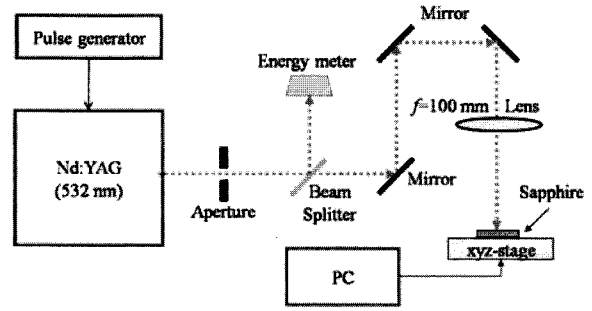 Pulse generator
Nd:YAG
(532 nm)
Aperture
Energy meter
Beam
Splitter
Mirror
Mirror
f=100 mm Lens
Sapphire
xyz-stage
PC